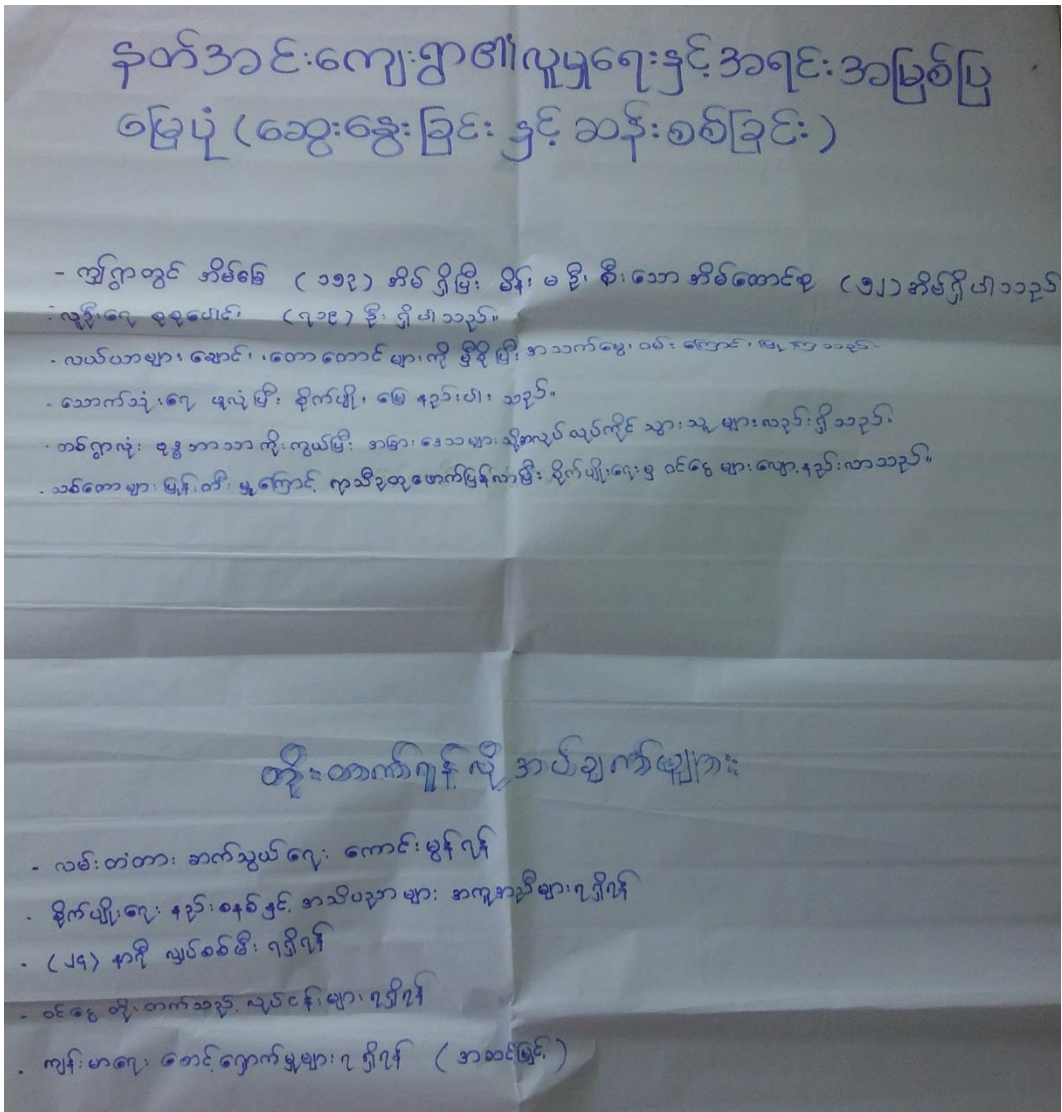 နတ်အင်းကျေးရွာ၏လူမှုရေးနှင့်အရင်းအမြစ်ပြ
မြေပုံ (ဆွေးနွေးခြင်း နှင့် ဆန်းစစ်ခြင်း)
- ဤရွာတွင် အိမ်ခြေ (၁၅၃) အိမ် ရှိပြီး မိန်းမ ဦး စီးသော အိမ်ထောင်စု (၅၂) အိမ်ရှိပါသည်
- လူဦးရေ စုစုပေါင်း (၇၁၉) ဦး ရှိပါသည်။
- လယ်ယာများ၊ ချောင်း၊ တောတောင်များကို မှီခိုပြီး အသက်မွေး ဝမ်းကြောင်း ပြုကြသည်။
- သောက်သုံးရေ ဖူလုံပြီး စိုက်ပျိုး မြေ နည်းပါး သည်။
- တစ်ရွာလုံး ဗုဒ္ဓဘာသာကိုးကွယ်ပြီး အခြားဒေသများသို့အလုပ် လုပ်ကိုင် သွားသူ များလည်းရှိသည်။
- သစ်တောများ ပြုန်းတီး မှုကြောင့် ရာသီဥတုဖောက်ပြန်လာပြီး စိုက်ပျိုးရေးမှ ဝင်ငွေ များလျော့နည်းလာသည်။
တိုးတက်ရန် လိုအပ်ချက်များ
- လမ်းတံတား ဆက်သွယ်ရေး ကောင်းမွန်ရန်
- စိုက်ပျိုးရေး နည်းစနစ်နှင့် အသိပညာများ အကူအညီများရရှိရန်
- (၂၄) နာရီ လျှပ်စစ်မီး ရရှိရန်
- ဝင်ငွေ တိုးတက်သည့် လုပ်ငန်းများ ရရှိရန်
- ကျန်းမာရေး စောင့်ရှောက်မှုများ ရရှိရန် (အဆင့်မြင့်)